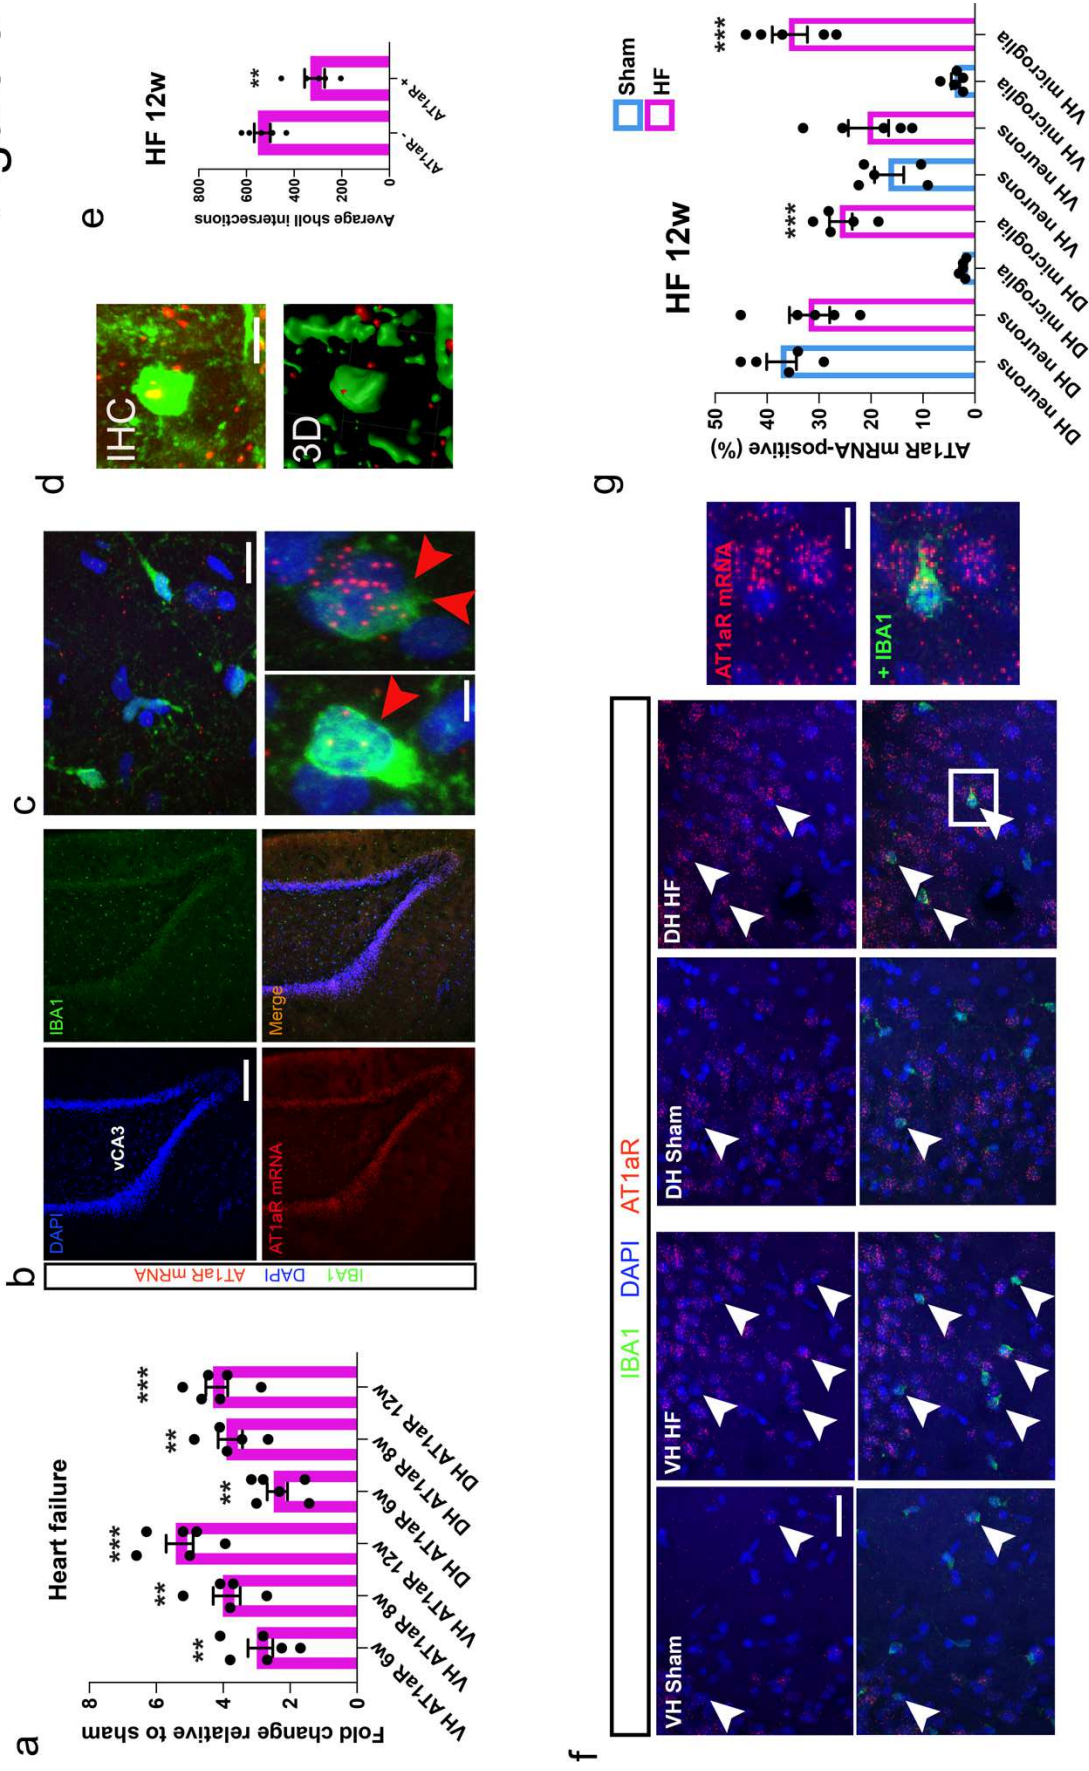 a
Heart failure
Fold change relative to sham
8
6
4
2
0
**
**
***
**
**
***
VH AT1aR 6w
VH AT1aR 8w
VH AT1aR 12w
DH AT1aR 6w
DH AT1aR 8w
DH AT1aR 12w
b
IBA1 DAPI AT1aR mRNA
DAPI
vCA3
IBA1
AT1aR mRNA
Merge
c
d
IHC
3D
e
HF 12w
Average sholl intersections
800
600
400
200
0
**
AT1aR -
AT1aR +
f
IBA1 DAPI AT1aR
VH Sham
VH HF
DH Sham
DH HF
AT1aR mRNA
+ IBA1
g
HF 12w
Sham
HF
AT1aR mRNA-positive (%)
50
40
30
20
10
0
***
***
DH neurons
DH neurons
DH microglia
DH microglia
VH neurons
VH neurons
VH microglia
VH microglia